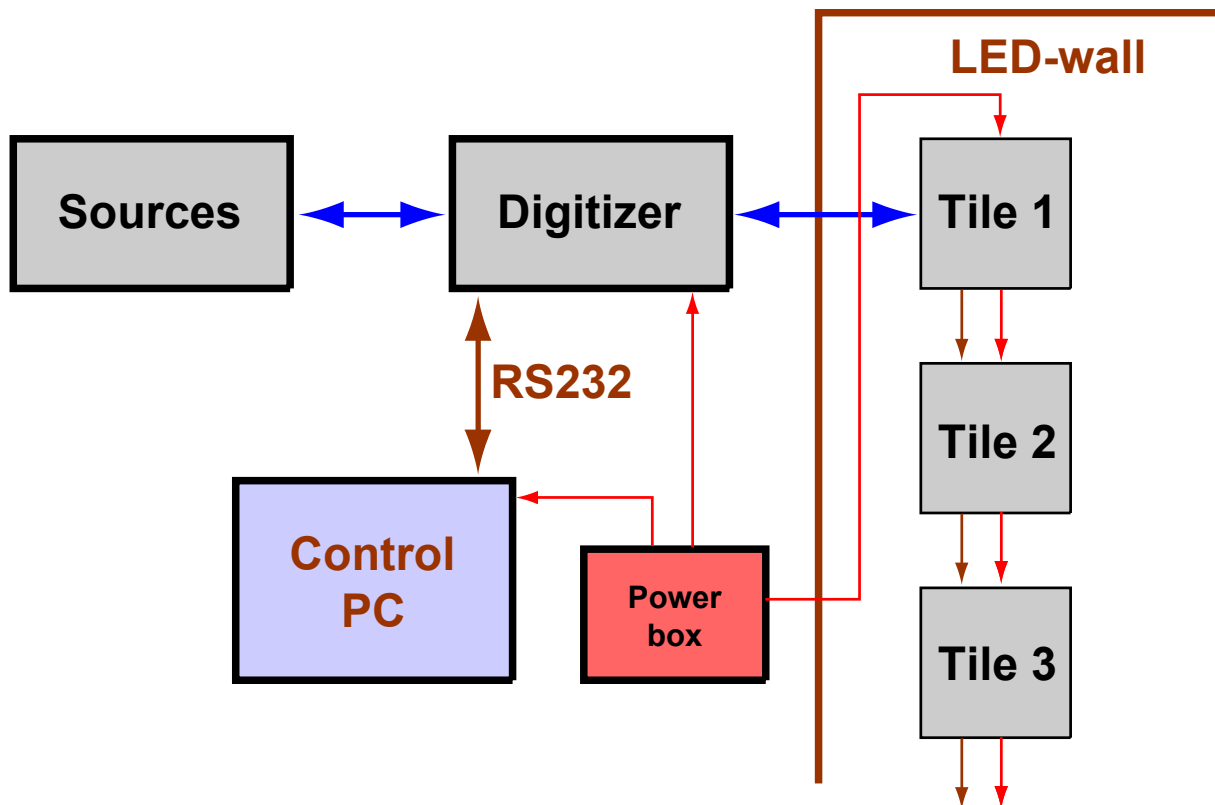 LED-wall
Sources
Digitizer
Tile 1
RS232
Tile 2
Control
PC
Power
box
Tile 3